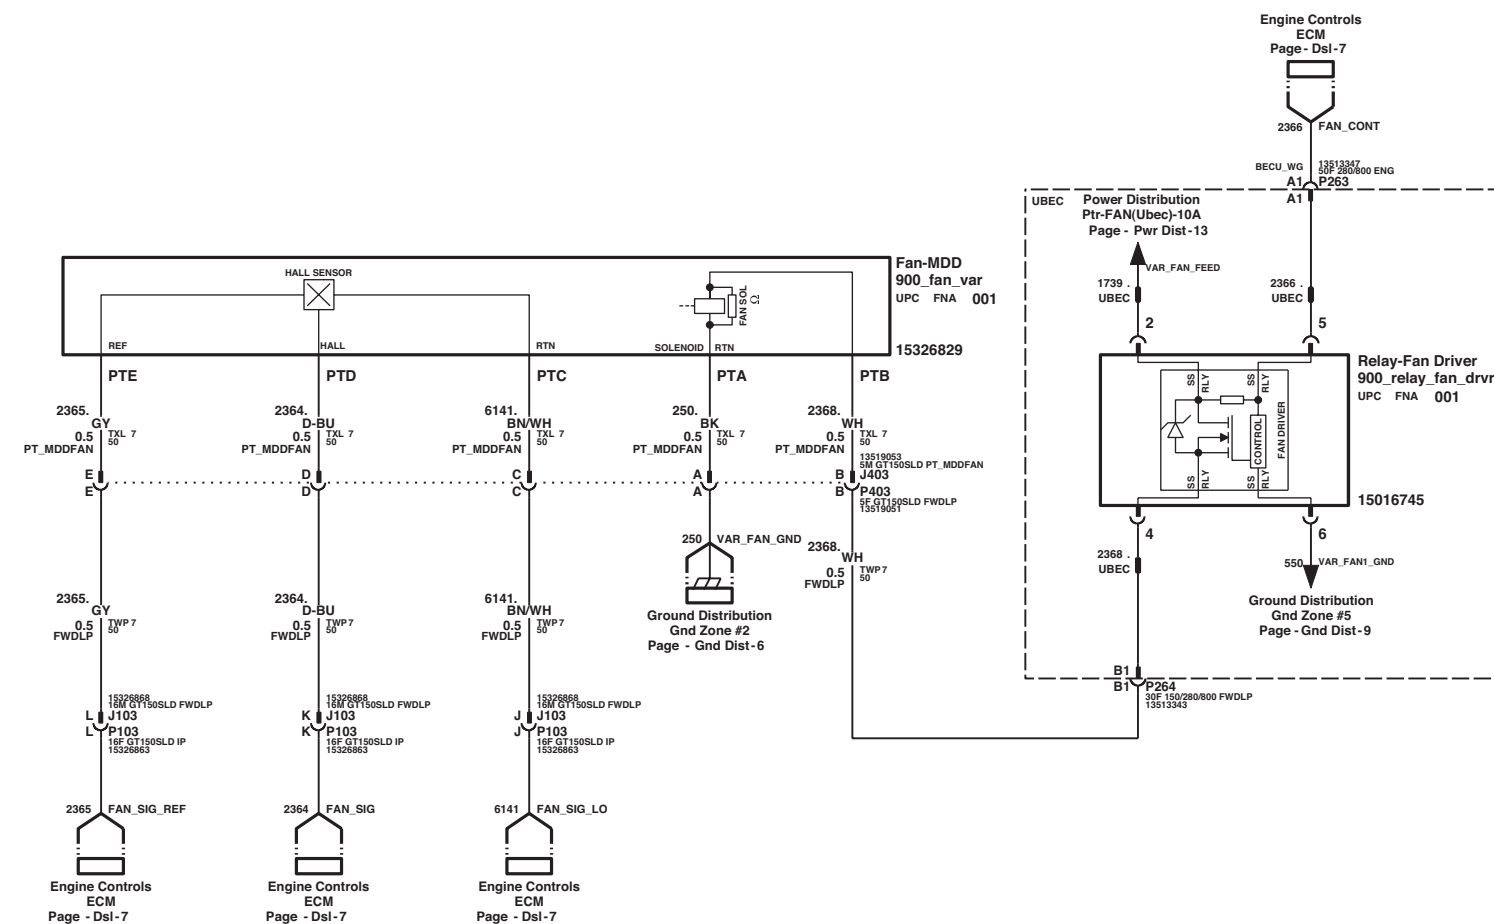 Engine Controls
ECM
Page - Dsl-7
2366 FAN_CONT
BECU_WG 13513347
50F 280/800 ENG
A1 P263
A1
UBEC
Power Distribution
Ptr-FAN(Ubec)-10A
Page - Pwr Dist-13
VAR_FAN_FEED
1739 .
UBEC
2366 .
UBEC
2
5
Relay-Fan Driver
900_relay_fan_drvr
UPC FNA 001
SS
RLY
SS
RLY
CONTROL
FAN DRIVER
SS
RLY
SS
RLY
15016745
4
6
2368 .
UBEC
550 VAR_FAN1_GND
Ground Distribution
Gnd Zone #5
Page - Gnd Dist-9
B1
B1 P264
30F 150/280/800 FWDLP
13513343
Fan-MDD
900_fan_var
UPC FNA 001
15326829
HALL SENSOR
FAN SOL
Ω
REF
HALL
RTN
SOLENOID RTN
PTE
PTD
PTC
PTA
PTB
2365.
GY
0.5 TXL 7
50
PT_MDDFAN
2364.
D-BU
0.5 TXL 7
50
PT_MDDFAN
6141.
BN/WH
0.5 TXL 7
50
PT_MDDFAN
250.
BK
0.5 TXL 7
50
PT_MDDFAN
2368.
WH
0.5 TXL 7
50
PT_MDDFAN
13519053
5M GT150SLD PT_MDDFAN
E
D
C
A
B J403
E
D
C
A
B P403
5F GT150SLD FWDLP
13519051
250 VAR_FAN_GND
Ground Distribution
Gnd Zone #2
Page - Gnd Dist-6
2368.
WH
0.5 TWP 7
50
FWDLP
2365.
GY
0.5 TWP 7
50
FWDLP
2364.
D-BU
0.5 TWP 7
50
FWDLP
6141.
BN/WH
0.5 TWP 7
50
FWDLP
15326868
16M GT150SLD FWDLP
L J103
L P103
16F GT150SLD IP
15326863
15326868
16M GT150SLD FWDLP
K J103
K P103
16F GT150SLD IP
15326863
15326868
16M GT150SLD FWDLP
J J103
J P103
16F GT150SLD IP
15326863
2365 FAN_SIG_REF
2364 FAN_SIG
6141 FAN_SIG_LO
Engine Controls
ECM
Page - Dsl-7
Engine Controls
ECM
Page - Dsl-7
Engine Controls
ECM
Page - Dsl-7